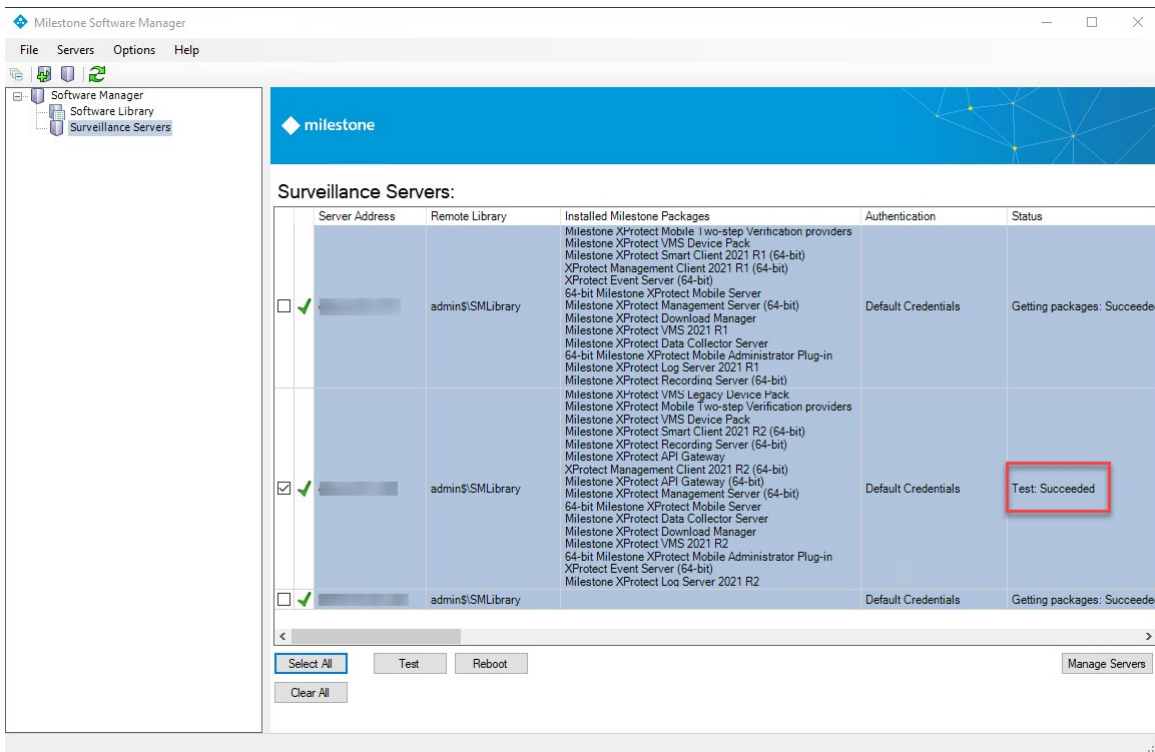 Milestone Software Manager
File Servers Options Help
Software Manager
Software Library
Surveillance Servers
milestone
Surveillance Servers:
Server Address Remote Library Installed Milestone Packages Authentication Status
Milestone XProtect Mobile Two-step Verification providers
Milestone XProtect VMS Device Pack
Milestone XProtect Smart Client 2021 R1 (64-bit)
XProtect Management Client 2021 R1 (64-bit)
XProtect Event Server (64-bit)
64-bit Milestone XProtect Mobile Server
admin$\SMLibrary Milestone XProtect Management Server (64-bit) Default Credentials Getting packages: Succeede
Milestone XProtect Download Manager
Milestone XProtect VMS 2021 R1
Milestone XProtect Data Collector Server
64-bit Milestone XProtect Mobile Administrator Plug-in
Milestone XProtect Log Server 2021 R1
Milestone XProtect Recording Server (64-bit)
Milestone XProtect VMS Legacy Device Pack
Milestone XProtect Mobile Two-step Verification providers
Milestone XProtect VMS Device Pack
Milestone XProtect Smart Client 2021 R2 (64-bit)
Milestone XProtect Recording Server (64-bit)
Milestone XProtect API Gateway
XProtect Management Client 2021 R2 (64-bit)
Milestone XProtect API Gateway (64-bit)
admin$\SMLibrary Milestone XProtect Management Server (64-bit) Default Credentials Test: Succeeded
64-bit Milestone XProtect Mobile Server
Milestone XProtect Data Collector Server
Milestone XProtect Download Manager
Milestone XProtect VMS 2021 R2
64-bit Milestone XProtect Mobile Administrator Plug-in
XProtect Event Server (64-bit)
Milestone XProtect Log Server 2021 R2
admin$\SMLibrary Default Credentials Getting packages: Succeede
Select All Test Reboot Manage Servers
Clear All